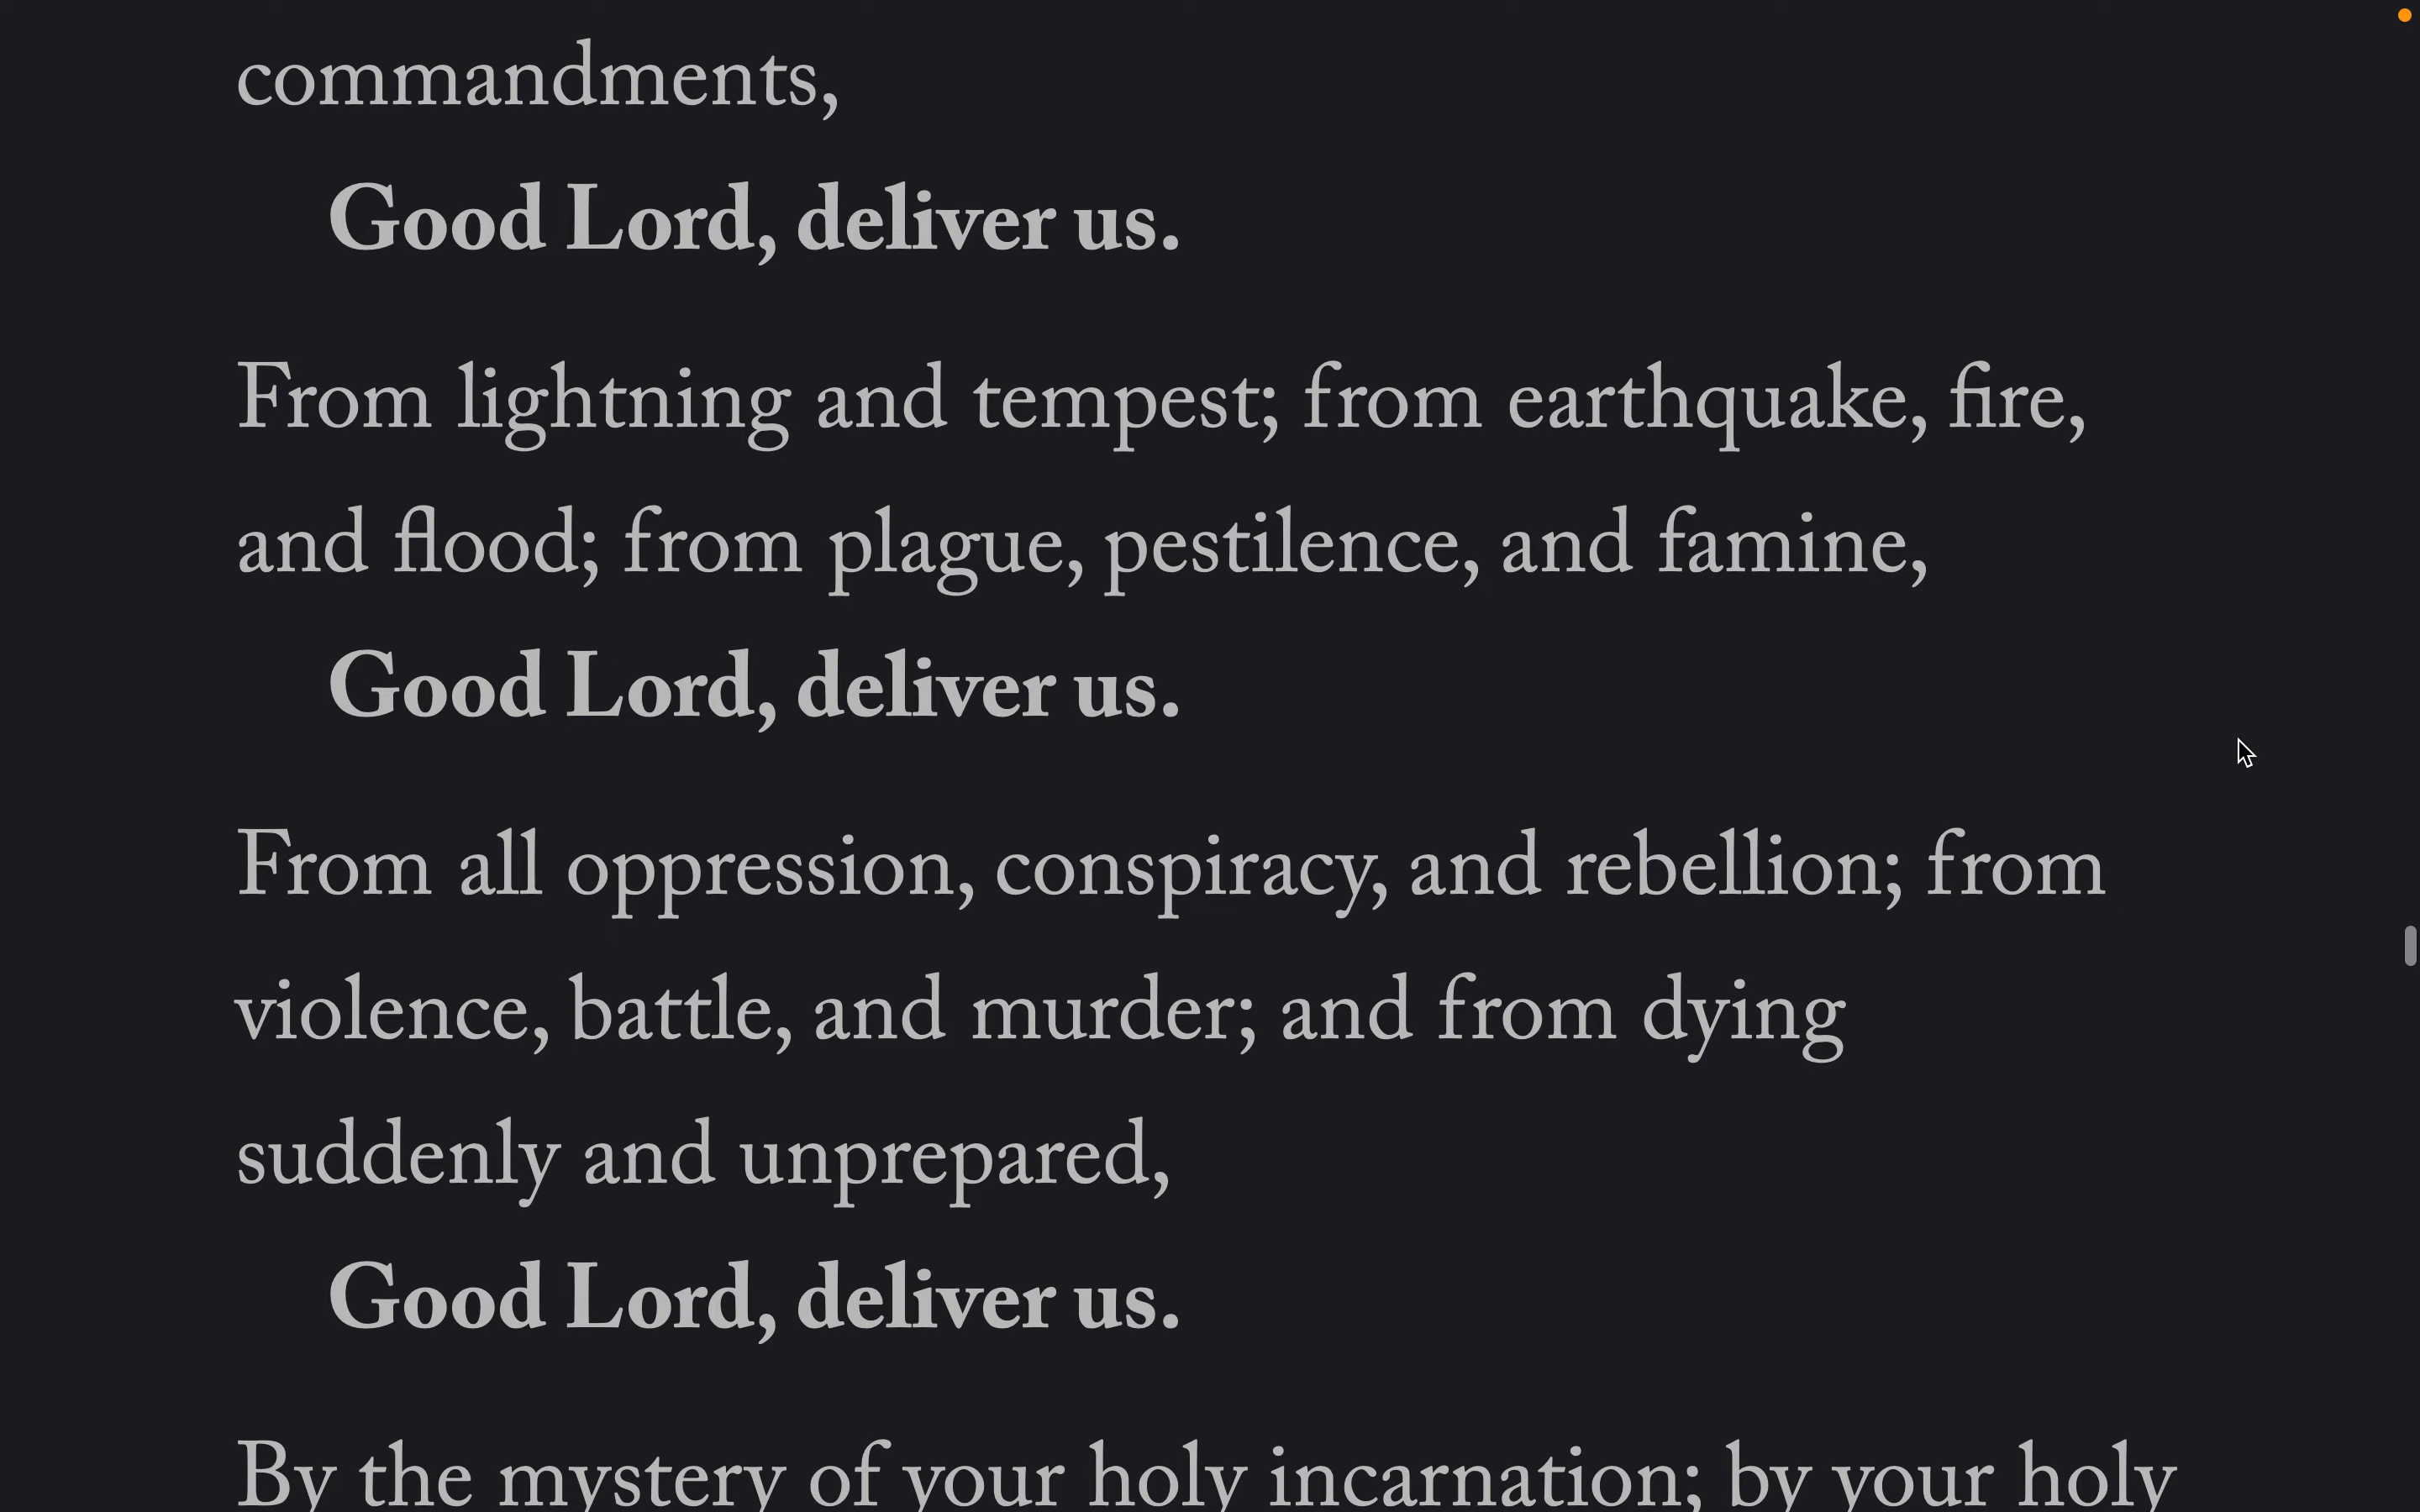 commandments,
Good Lord, deliver us.
From lightning and tempest; from earthquake, fire,
and flood; from plague, pestilence, and famine,
Good Lord, deliver us.
From all oppression, conspiracy, and rebellion; from
violence, battle, and murder; and from dying
suddenly and unprepared,
Good Lord, deliver us.
By the mystery of your holy incarnation; by your holy